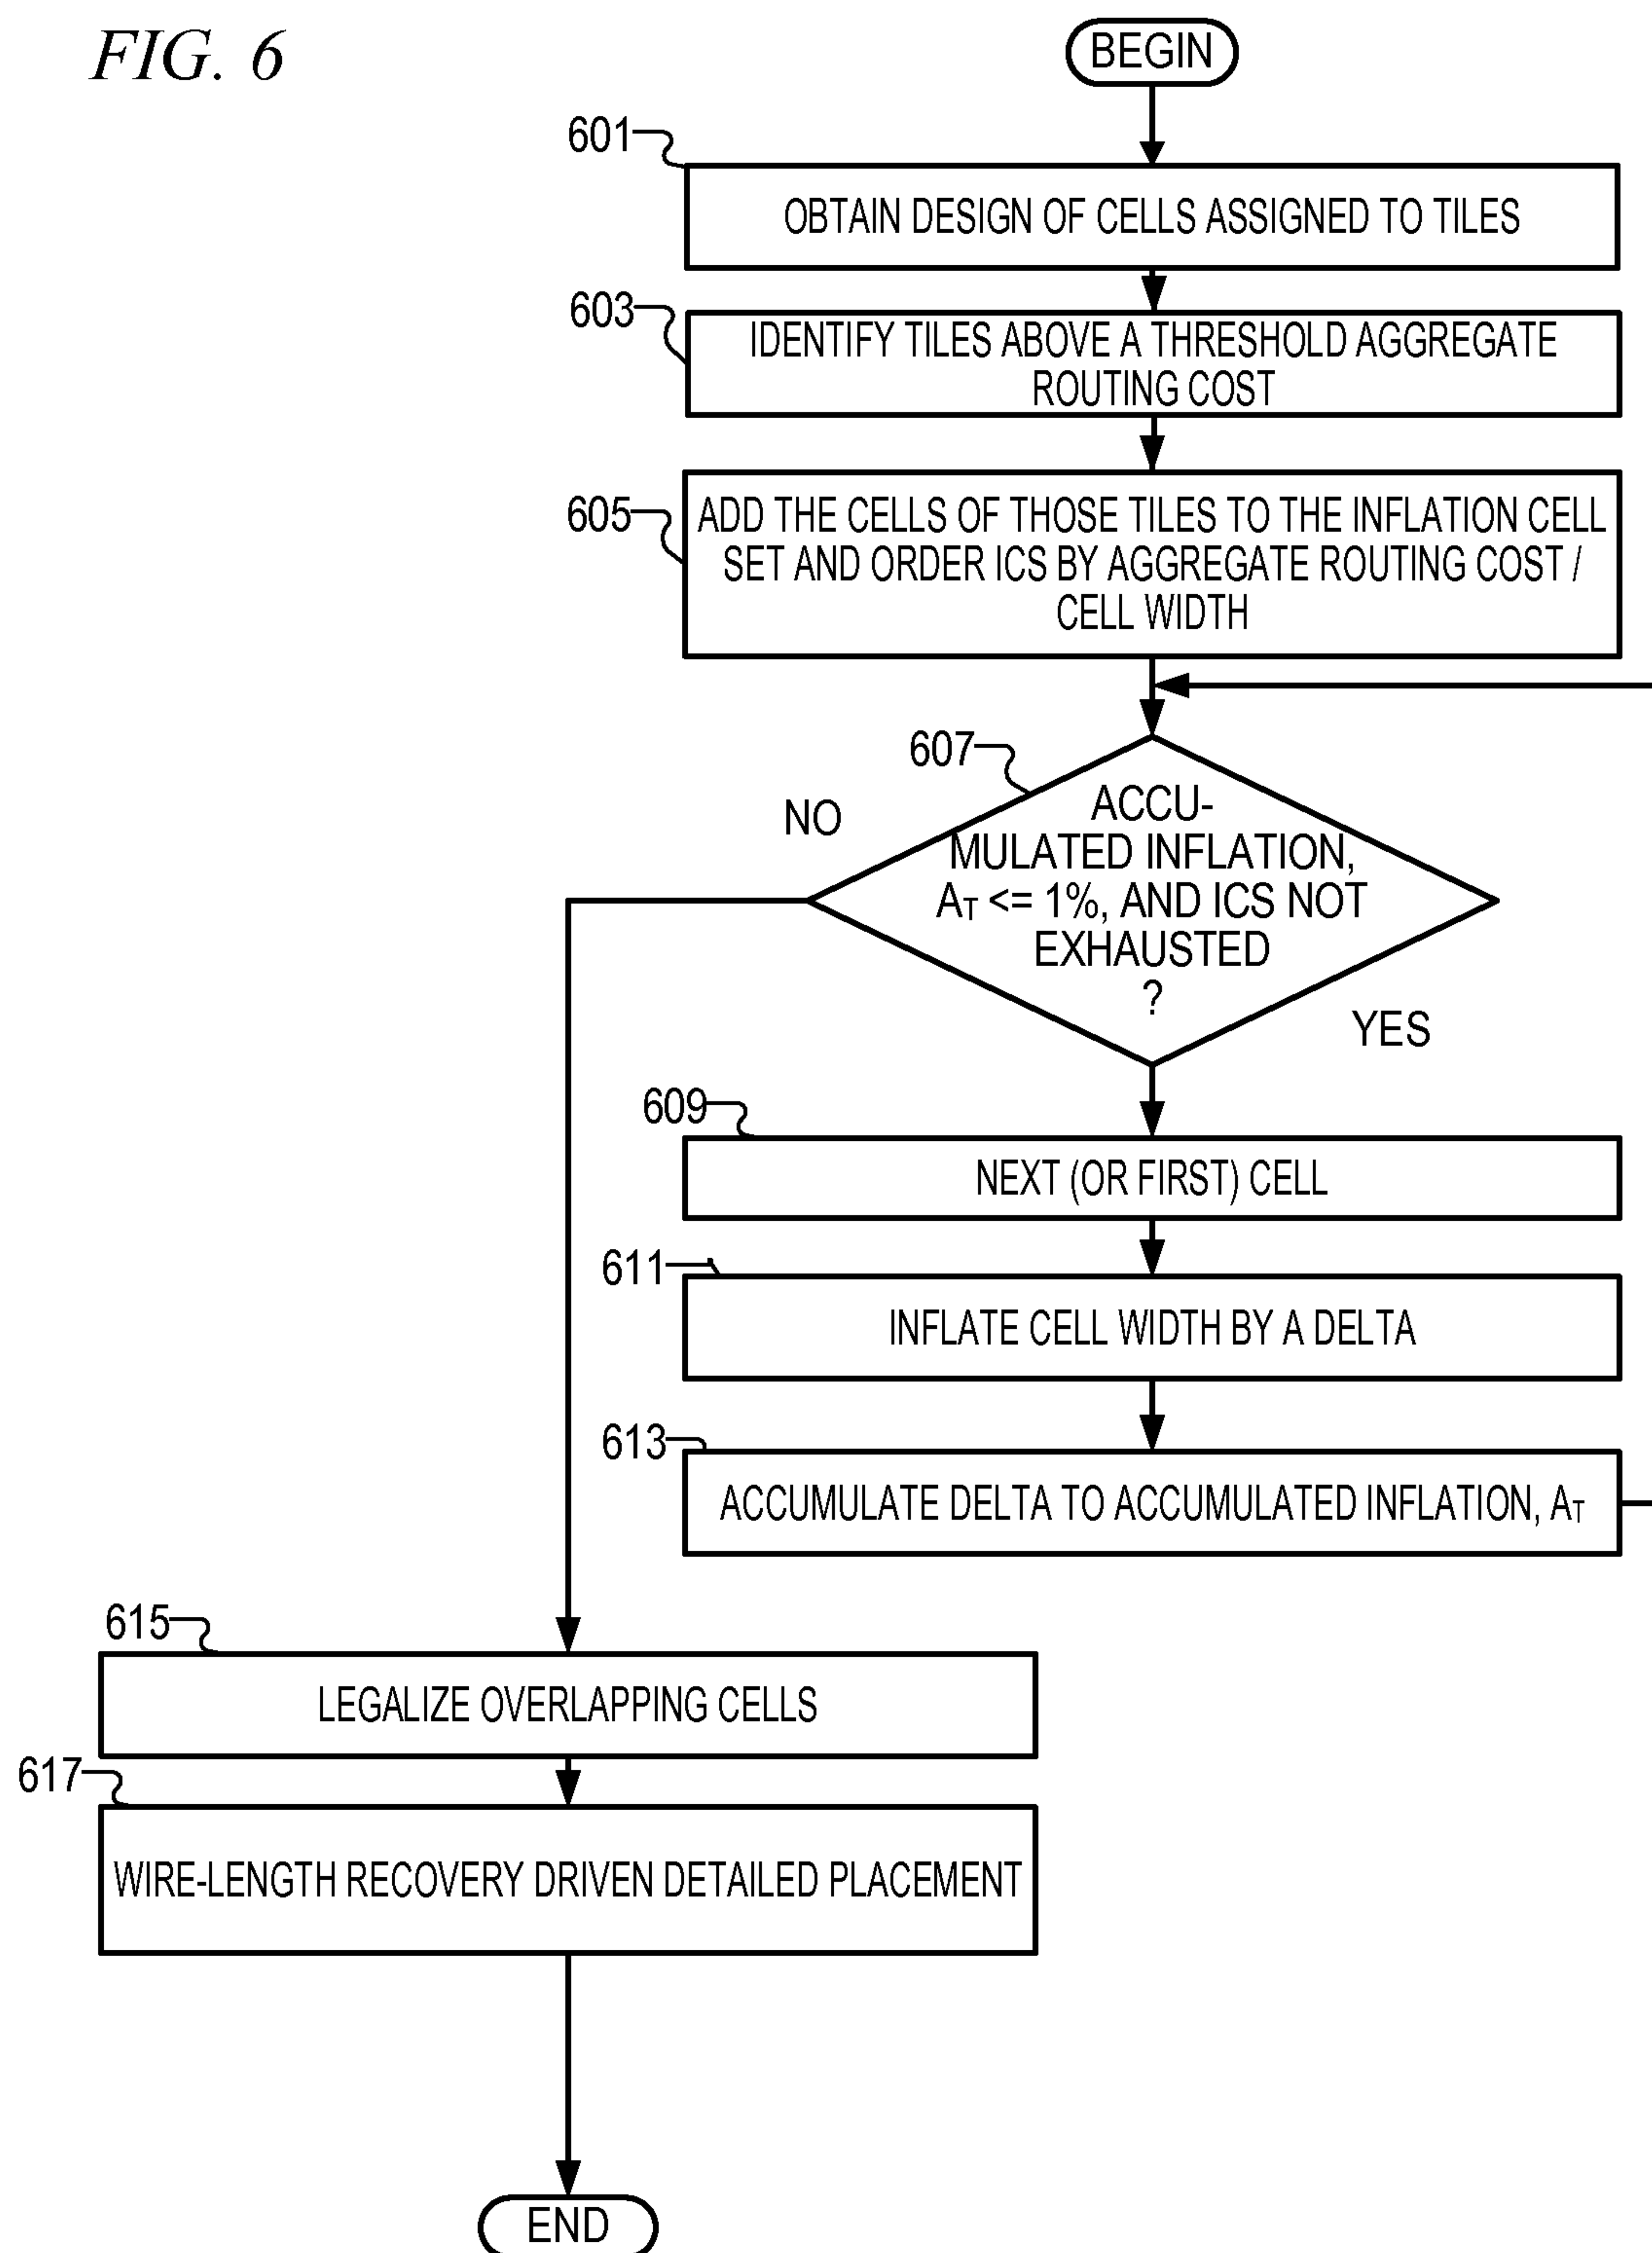 FIG. 6
BEGIN
601
OBTAIN DESIGN OF CELLS ASSIGNED TO TILES
603
IDENTIFY TILES ABOVE A THRESHOLD AGGREGATE
ROUTING COST
605
ADD THE CELLS OF THOSE TILES TO THE INFLATION CELL
SET AND ORDER ICS BY AGGREGATE ROUTING COST /
CELL WIDTH
607
NO
ACCU-
MULATED INFLATION,
AT <= 1%, AND ICS NOT
EXHAUSTED
?
YES
609
NEXT (OR FIRST) CELL
611
INFLATE CELL WIDTH BY A DELTA
613
ACCUMULATE DELTA TO ACCUMULATED INFLATION, AT
615
LEGALIZE OVERLAPPING CELLS
617
WIRE-LENGTH RECOVERY DRIVEN DETAILED PLACEMENT
END